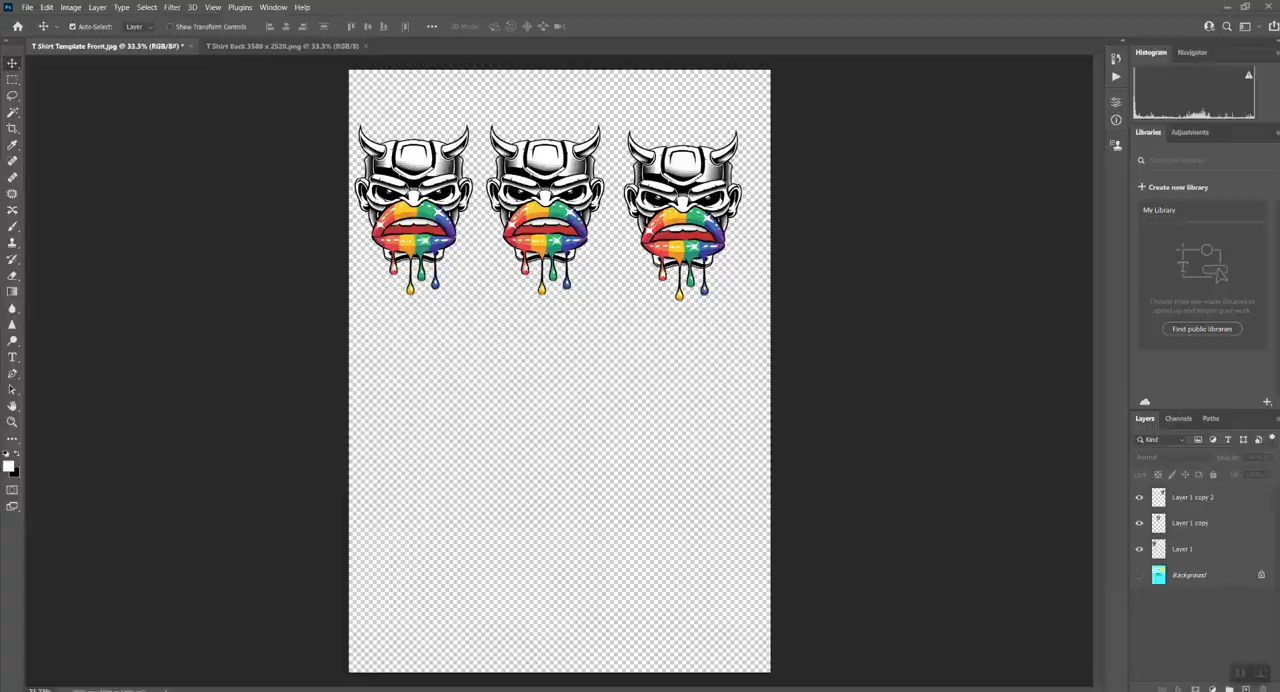 Ps File Edit Image Layer Type Select Filter 3D View Plugins Window Help
Auto-Select: Layer Show Transform Controls
T Shirt Template Front.jpg @ 33.3% (RGB/8#) * × T Shirt Back 3589 x 2520.png @ 33.3% (RGB/8) ×
Histogram Navigator
Libraries Adjustments
Create new library
My Library
Find public libraries
Layers Channels Paths
Kind
Normal
Layer 1 copy 2
Layer 1 copy
Layer 1
Background